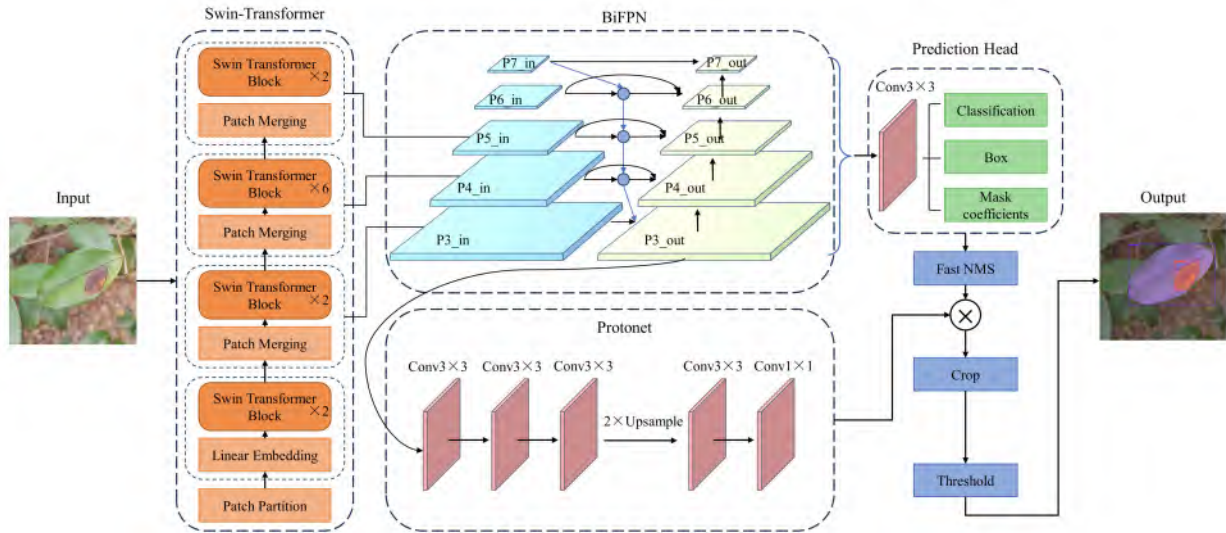 Swin-Transformer
BiFPN
Prediction Head
Input
Output
Swin Transformer
Block
×2
Patch Merging
Swin Transformer
Block
×6
Patch Merging
Swin Transformer
Block
×2
Patch Merging
Swin Transformer
Block
×2
Linear Embedding
Patch Partition
P7_in
P6_in
P5_in
P4_in
P3_in
P7_out
P6_out
P5_out
P4_out
P3_out
Protonet
Conv3×3
Conv3×3
Conv3×3
2×Upsample
Conv3×3
Conv1×1
Conv3×3
Classification
Box
Mask
coefficients
Fast NMS
×
Crop
Threshold